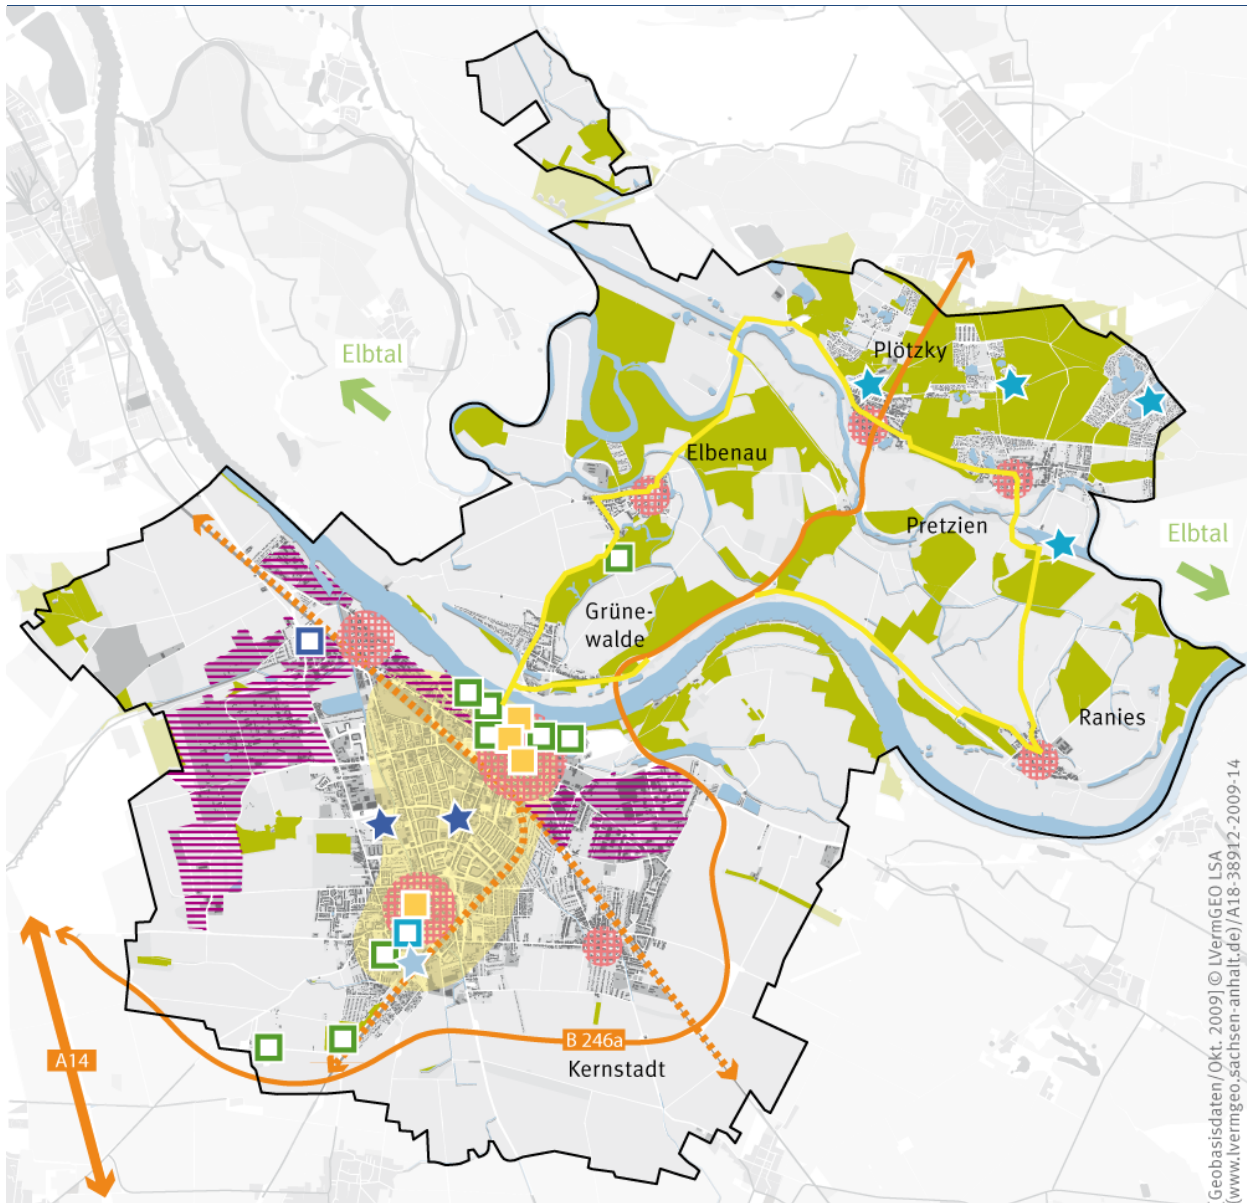 Elbtal
Plötzky
Elbenau
Pretzien
Elbtal
Grüne-
walde
Ranies
B 246a
A14
Kernstadt
[Geobasisdaten/Okt. 2009] © LVermGEO LSA
(www.lvermgeo.sachsen-anhalt.de) /A18-38912-2009-14